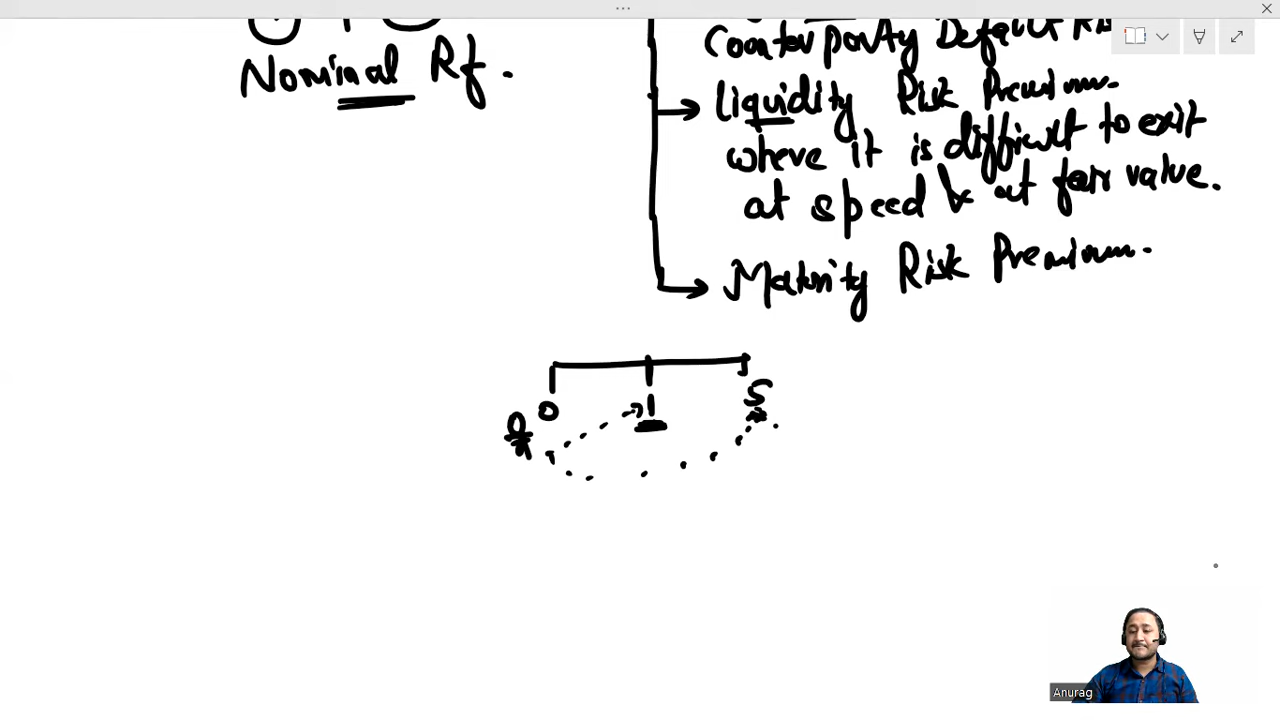 Nominal Rf.
Counterparty Default Ris
Liquidity Risk Premium.
where it is difficult to exit
at speed & at fair value.
Maturity Risk Premium.
0 1 5
Anurag